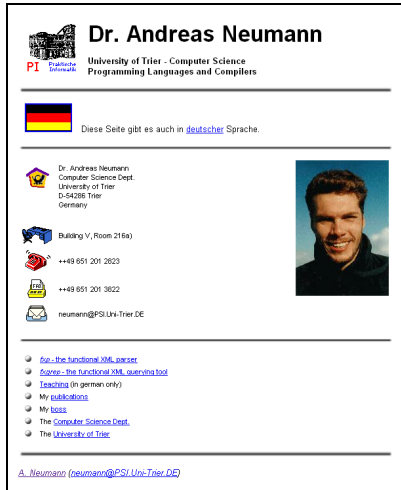 Dr. Andreas Neumann
PI Praktische Informatik
University of Trier - Computer Science
Programming Languages and Compilers
Diese Seite gibt es auch in deutscher Sprache.
Dr. Andreas Neumann
Computer Science Dept.
University of Trier
D-54286 Trier
Germany
Building V, Room 216a)
++49 651 201 2823
++49 651 201 3822
neumann@PSI.Uni-Trier.DE
fxp - the functional XML parser
fxgrep - the functional XML querying tool
Teaching (in german only)
My publications
My boss
The Computer Science Dept.
The University of Trier
A. Neumann (neumann@PSI.Uni-Trier.DE)